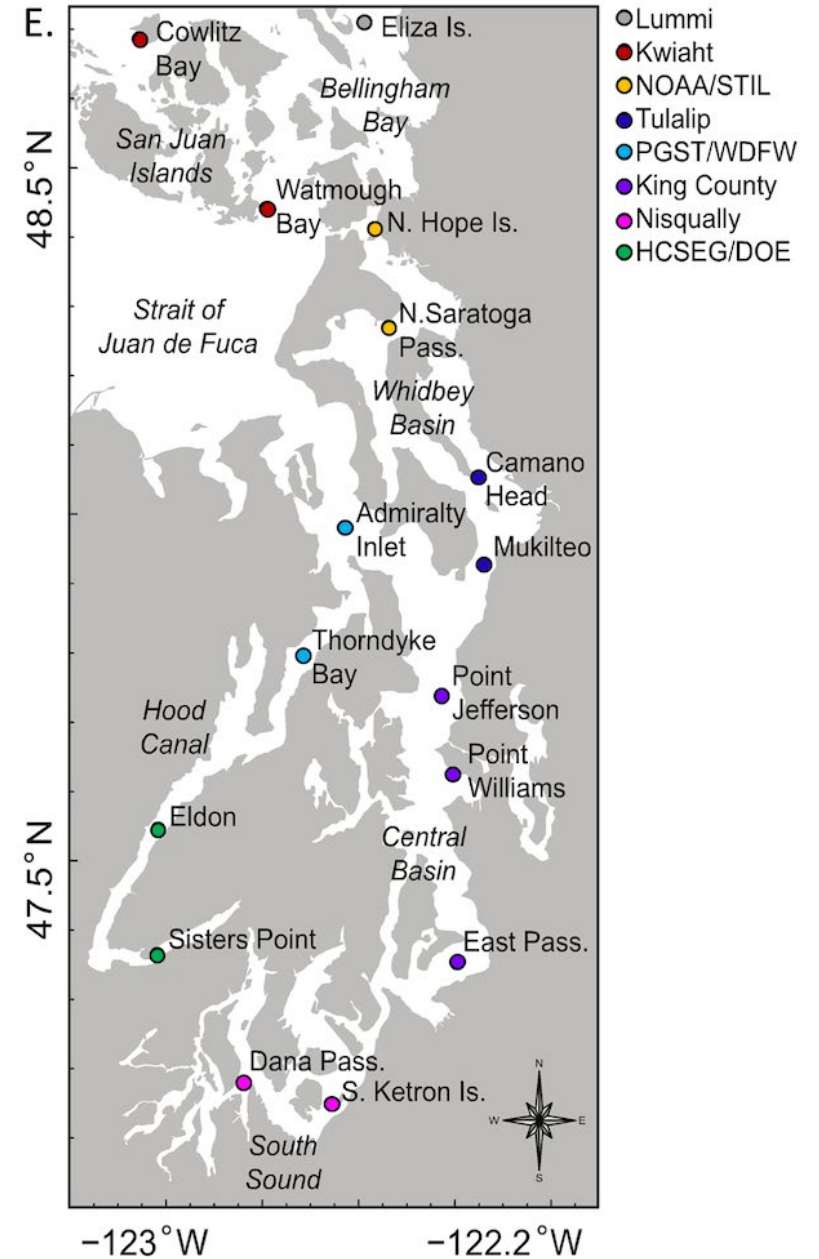 E.
Cowlitz
Bay
Eliza Is.
Bellingham
Bay
San Juan
Islands
Watmough
Bay
N. Hope Is.
48.5°N
Strait of
Juan de Fuca
N.Saratoga
Pass.
Whidbey
Basin
Camano
Head
Admiralty
Inlet
Mukilteo
Thorndyke
Bay
Point
Jefferson
Hood
Canal
Point
Williams
Eldon
Central
Basin
47.5°N
Sisters Point
East Pass.
Dana Pass.
S. Ketron Is.
South
Sound
N
W
E
S
−123°W
−122.2°W
Lummi
Kwiaht
NOAA/STIL
Tulalip
PGST/WDFW
King County
Nisqually
HCSEG/DOE